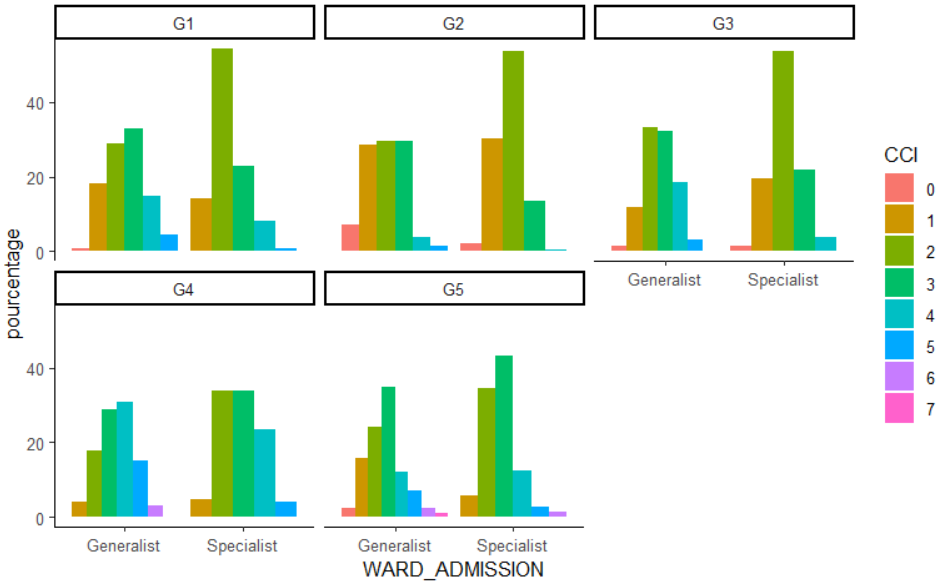 G1
G2
G3
pourcentage
40
20
0
Generalist
Specialist
G4
G5
40
20
0
Generalist
Specialist
Generalist
Specialist
WARD_ADMISSION
CCI
0
1
2
3
4
5
6
7